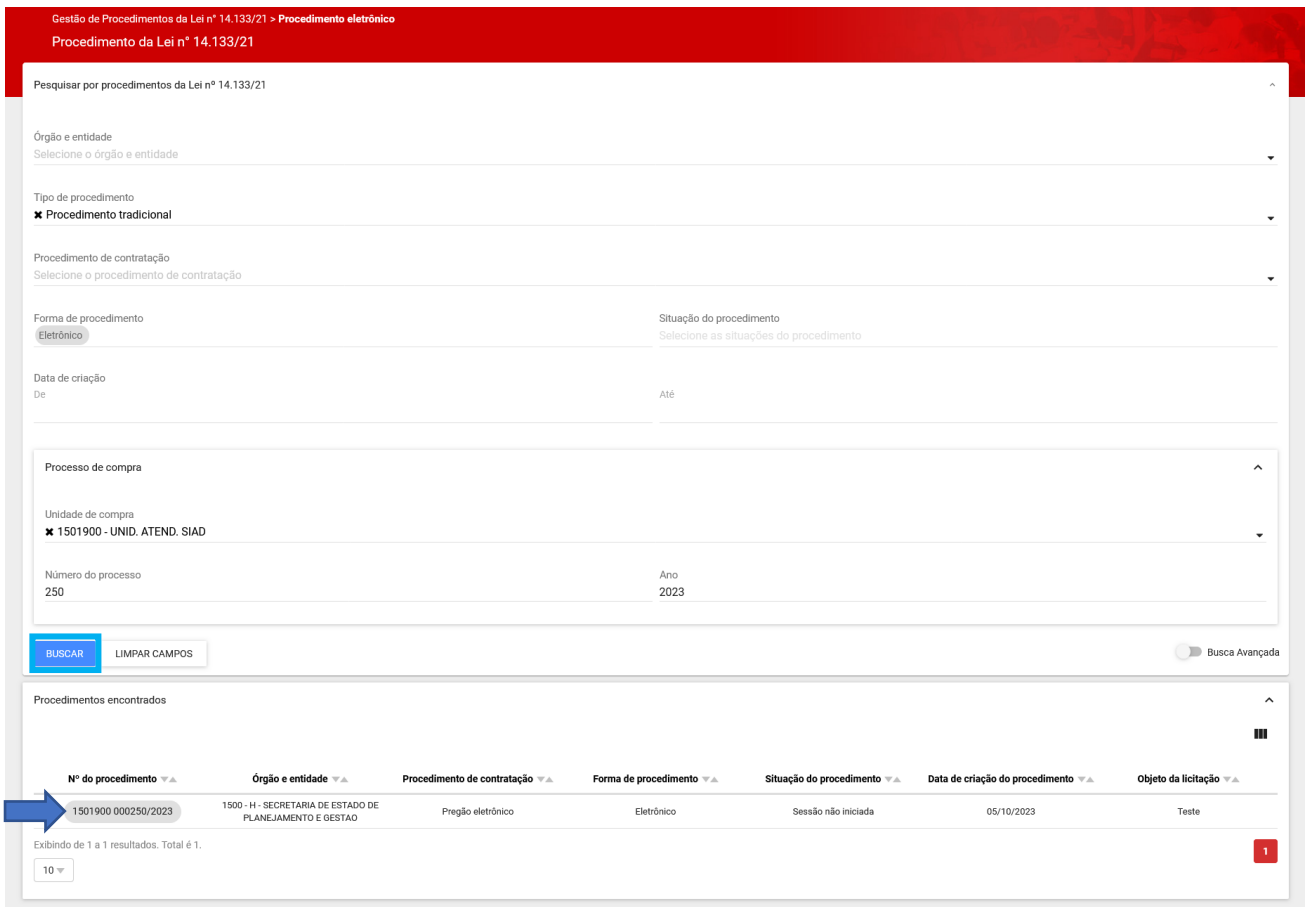 Gestão de Procedimentos da Lei n° 14.133/21 > Procedimento eletrônico
Procedimento da Lei n° 14.133/21
Pesquisar por procedimentos da Lei nº 14.133/21
Órgão e entidade
Selecione o órgão e entidade
Tipo de procedimento
✖ Procedimento tradicional
Procedimento de contratação
Selecione o procedimento de contratação
Forma de procedimento
Eletrônico
Situação do procedimento
Selecione as situações do procedimento
Data de criação
De
Até
Processo de compra
Unidade de compra
✖ 1501900 - UNID. ATEND. SIAD
Número do processo
250
Ano
2023
BUSCAR
LIMPAR CAMPOS
Busca Avançada
Procedimentos encontrados
Nº do procedimento
Órgão e entidade
Procedimento de contratação
Forma de procedimento
Situação do procedimento
Data de criação do procedimento
Objeto da licitação
1501900 000250/2023
1500 - H - SECRETARIA DE ESTADO DE
PLANEJAMENTO E GESTAO
Pregão eletrônico
Eletrônico
Sessão não iniciada
05/10/2023
Teste
Exibindo de 1 a 1 resultados. Total é 1.
1
10